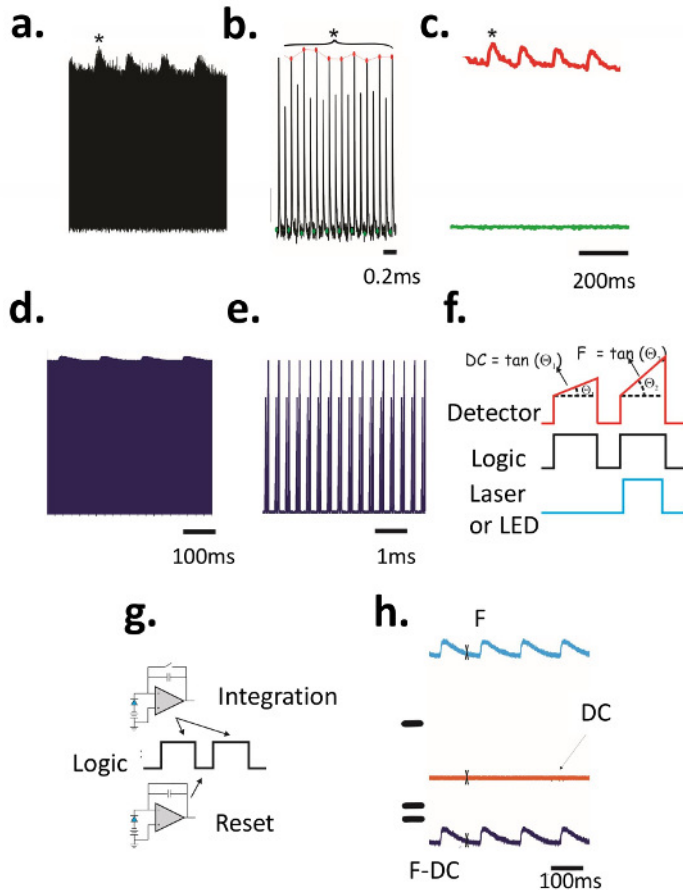 a.
*
b.
*
0.2ms
c.
*
200ms
d.
100ms
e.
1ms
f.
DC = tan (Θ₁)
F = tan (Θ₂)
Θ₁
Θ₂
Detector
Logic
Laser
or LED
g.
Integration
Logic
Reset
h.
F
DC
F-DC
100ms